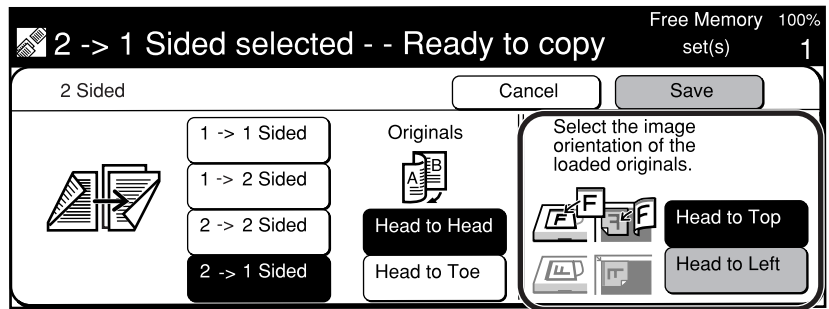 Free Memory 100%
2 -> 1 Sided selected - - Ready to copy
set(s) 1
2 Sided
Cancel
Save
1 -> 1 Sided
1 -> 2 Sided
2 -> 2 Sided
2 -> 1 Sided
Originals
A B
Head to Head
Head to Toe
Select the image
orientation of the
loaded originals.
F F F F
Head to Top
F F
Head to Left